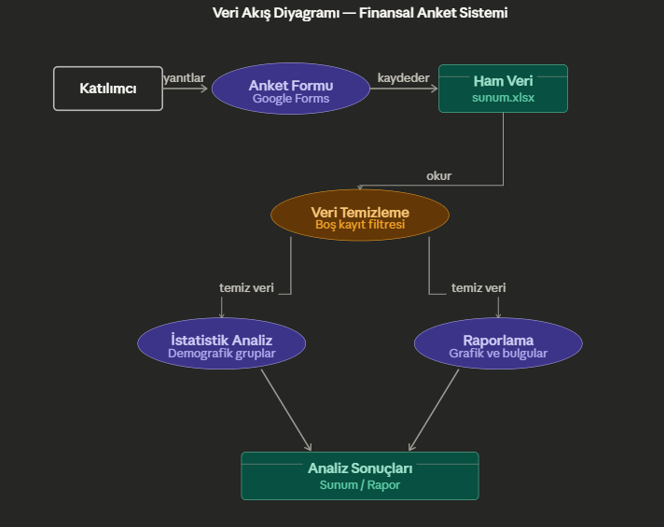 Veri Akış Diyagramı — Finansal Anket Sistemi
Katılımcı
yanıtlar
Anket Formu
Google Forms
kaydeder
Ham Veri
sunum.xlsx
okur
Veri Temizleme
Boş kayıt filtresi
temiz veri
temiz veri
İstatistik Analiz
Demografik gruplar
Raporlama
Grafik ve bulgular
Analiz Sonuçları
Sunum / Rapor